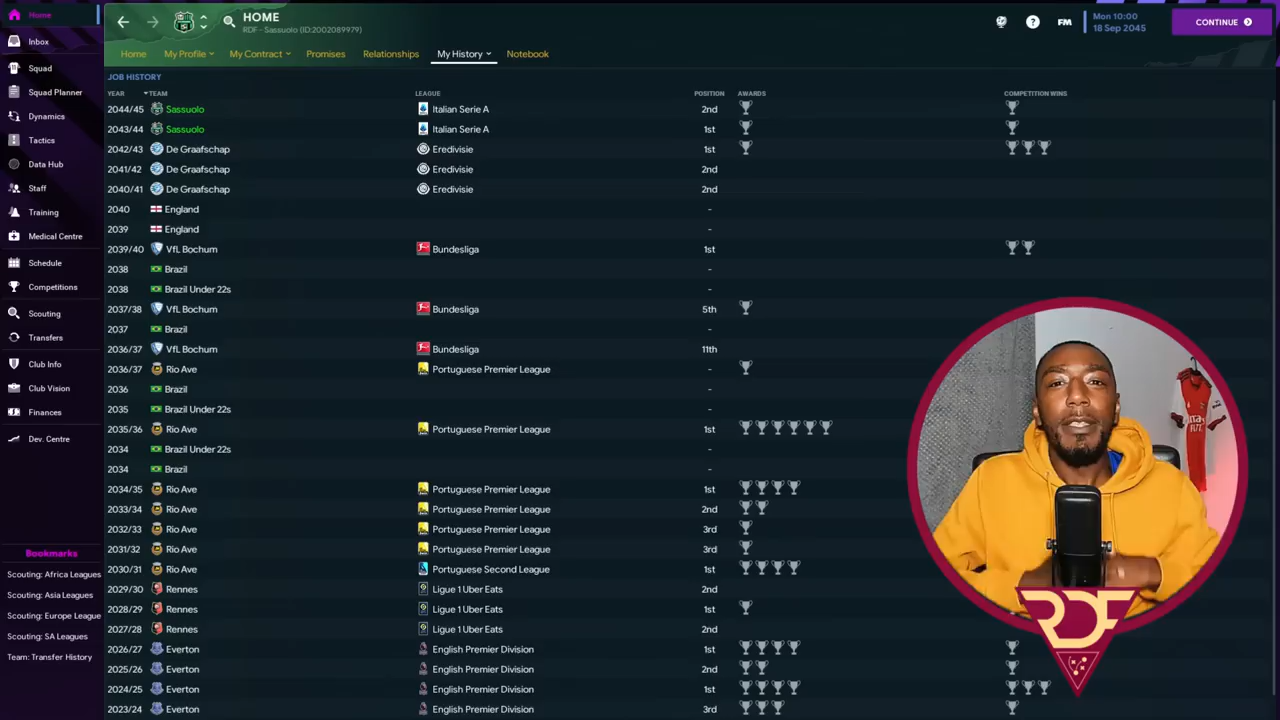 Home
HOME
RDF - Sassuolo (ID:2002089979)
FM
Mon 10:00
18 Sep 2045
CONTINUE
Home My Profile My Contract Promises Relationships My History Notebook
Inbox
Squad
Squad Planner
Dynamics
Tactics
Data Hub
Staff
Training
Medical Centre
Schedule
Competitions
Scouting
Transfers
Club Info
Club Vision
Finances
Dev. Centre
Bookmarks
Scouting: Africa Leagues
Scouting: Asia Leagues
Scouting: Europe League
Scouting: SA Leagues
Team: Transfer History
JOB HISTORY
YEAR TEAM LEAGUE POSITION AWARDS COMPETITION WINS
2044/45 Sassuolo Italian Serie A 2nd
2043/44 Sassuolo Italian Serie A 1st
2042/43 De Graafschap Eredivisie 1st
2041/42 De Graafschap Eredivisie 2nd
2040/41 De Graafschap Eredivisie 2nd
2040 England -
2039 England -
2039/40 VfL Bochum Bundesliga 1st
2038 Brazil -
2038 Brazil Under 22s -
2037/38 VfL Bochum Bundesliga 5th
2037 Brazil -
2036/37 VfL Bochum Bundesliga 11th
2036/37 Rio Ave Portuguese Premier League -
2036 Brazil -
2035 Brazil Under 22s -
2035/36 Rio Ave Portuguese Premier League 1st
2034 Brazil Under 22s -
2034 Brazil -
2034/35 Rio Ave Portuguese Premier League 1st
2033/34 Rio Ave Portuguese Premier League 2nd
2032/33 Rio Ave Portuguese Premier League 3rd
2031/32 Rio Ave Portuguese Premier League 3rd
2030/31 Rio Ave Portuguese Second League 1st
2029/30 Rennes Ligue 1 Uber Eats 2nd
2028/29 Rennes Ligue 1 Uber Eats 1st
2027/28 Rennes Ligue 1 Uber Eats 2nd
2026/27 Everton English Premier Division 1st
2025/26 Everton English Premier Division 2nd
2024/25 Everton English Premier Division 1st
2023/24 Everton English Premier Division 3rd
RDF